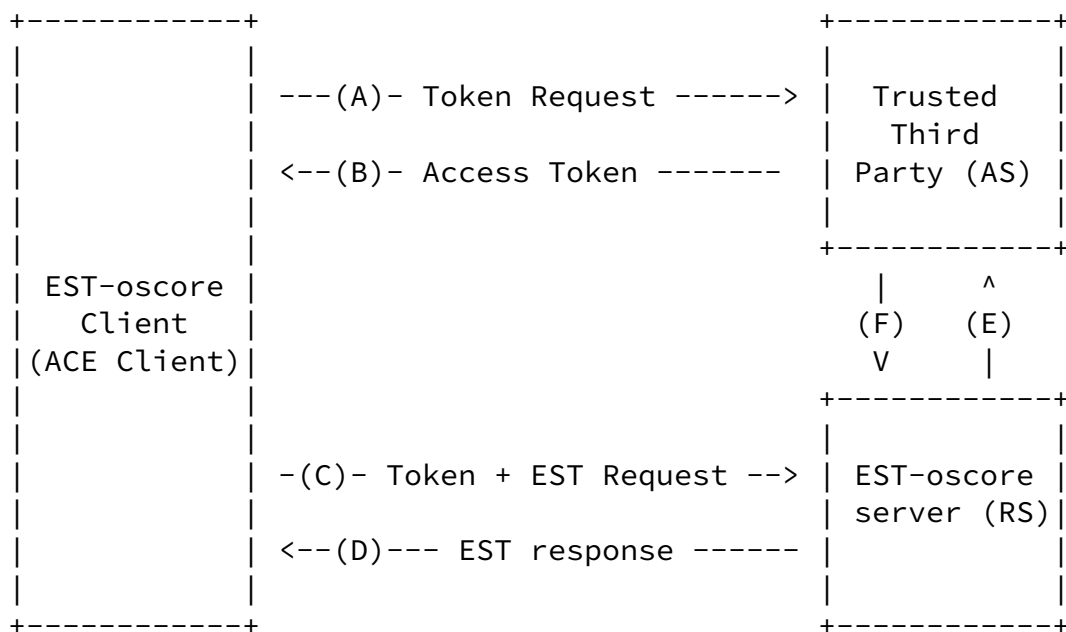 +------------+                             +------------+
|            |                             |            |
|            | ---(A)- Token Request ------> |  Trusted   |
|            |                             |   Third    |
|            | <--(B)- Access Token -------  | Party (AS) |
|            |                             |            |
|            |                             +------------+
| EST-oscore |                                |    ^
|   Client   |                               (F)  (E)
|(ACE Client)|                                V    |
|            |                             +------------+
|            |                             |            |
|            | -(C)- Token + EST Request --> | EST-oscore |
|            |                             | server (RS)|
|            | <--(D)--- EST response ------ |            |
|            |                             |            |
+------------+                             +------------+